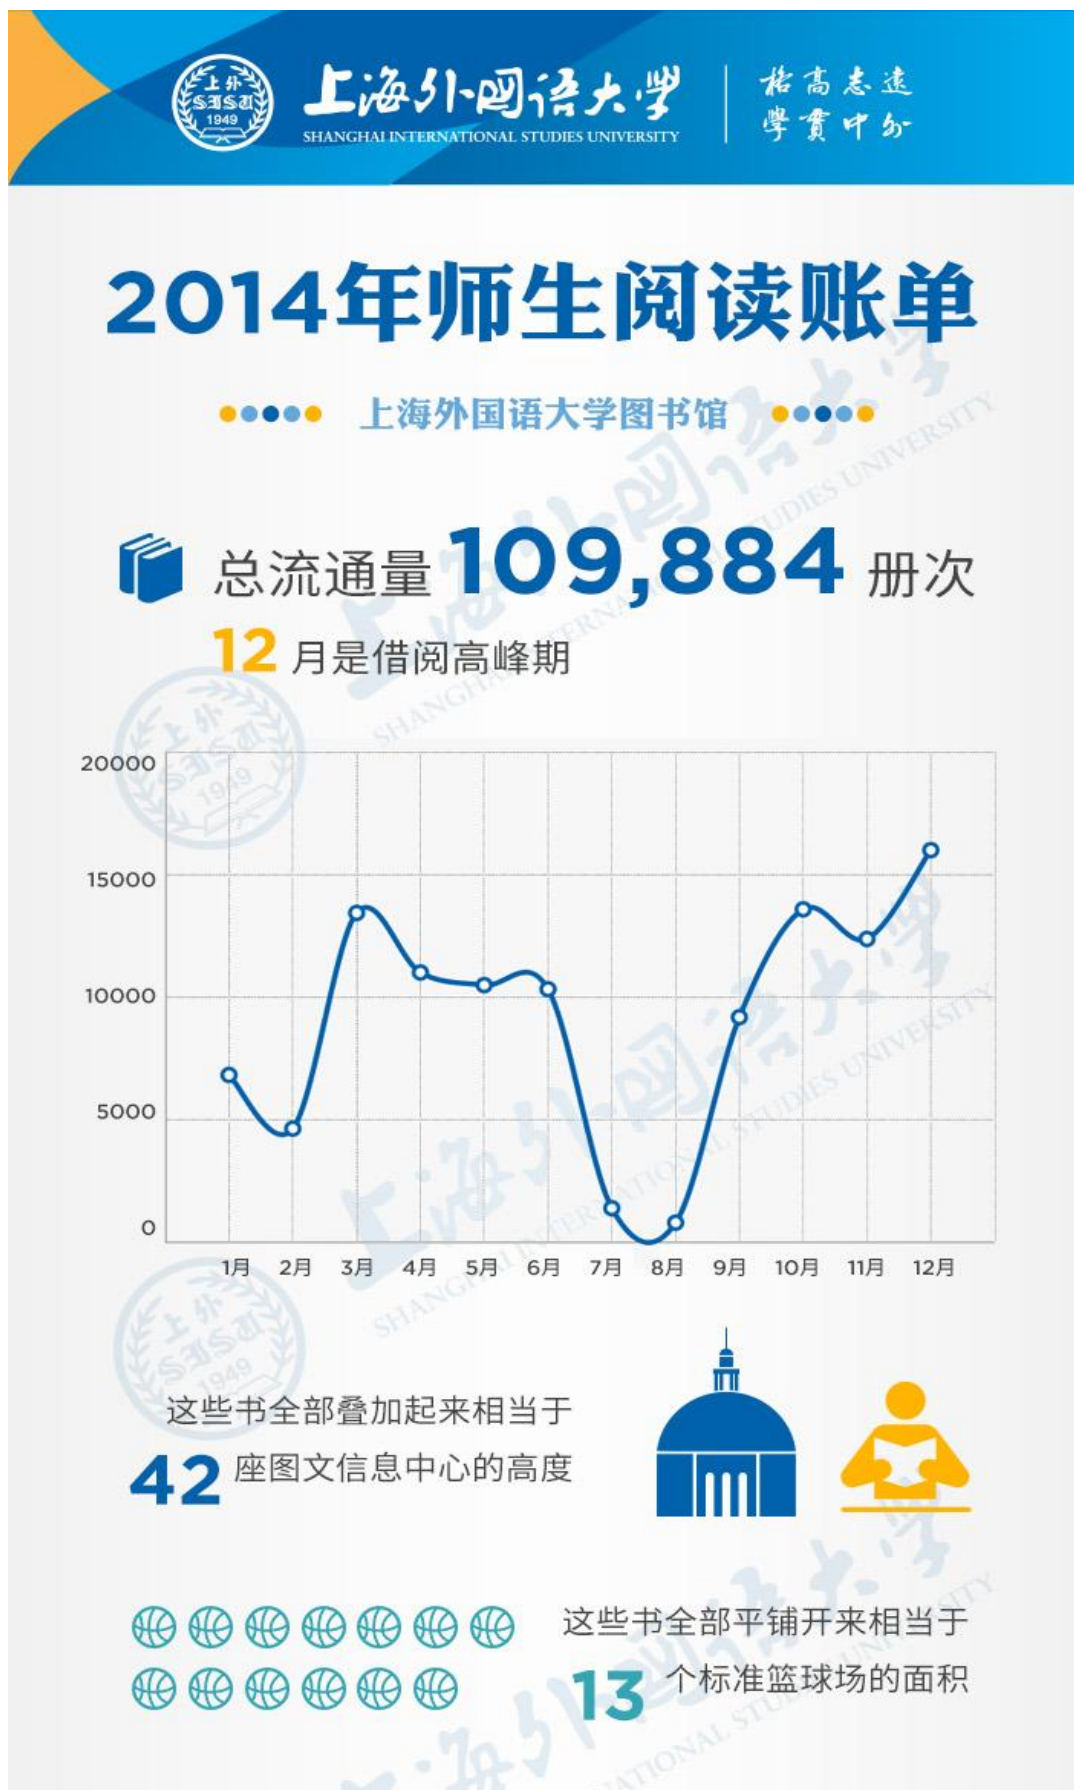 上外
SISU
1949
上海外国语大学
SHANGHAI INTERNATIONAL STUDIES UNIVERSITY
格高志远
學貫中外
2014年师生阅读账单
上海外国语大学图书馆
总流通量 109,884 册次
12 月是借阅高峰期
20000
15000
10000
5000
0
1月 2月 3月 4月 5月 6月 7月 8月 9月 10月 11月 12月
这些书全部叠加起来相当于
42 座图文信息中心的高度
这些书全部平铺开来相当于
13 个标准篮球场的面积